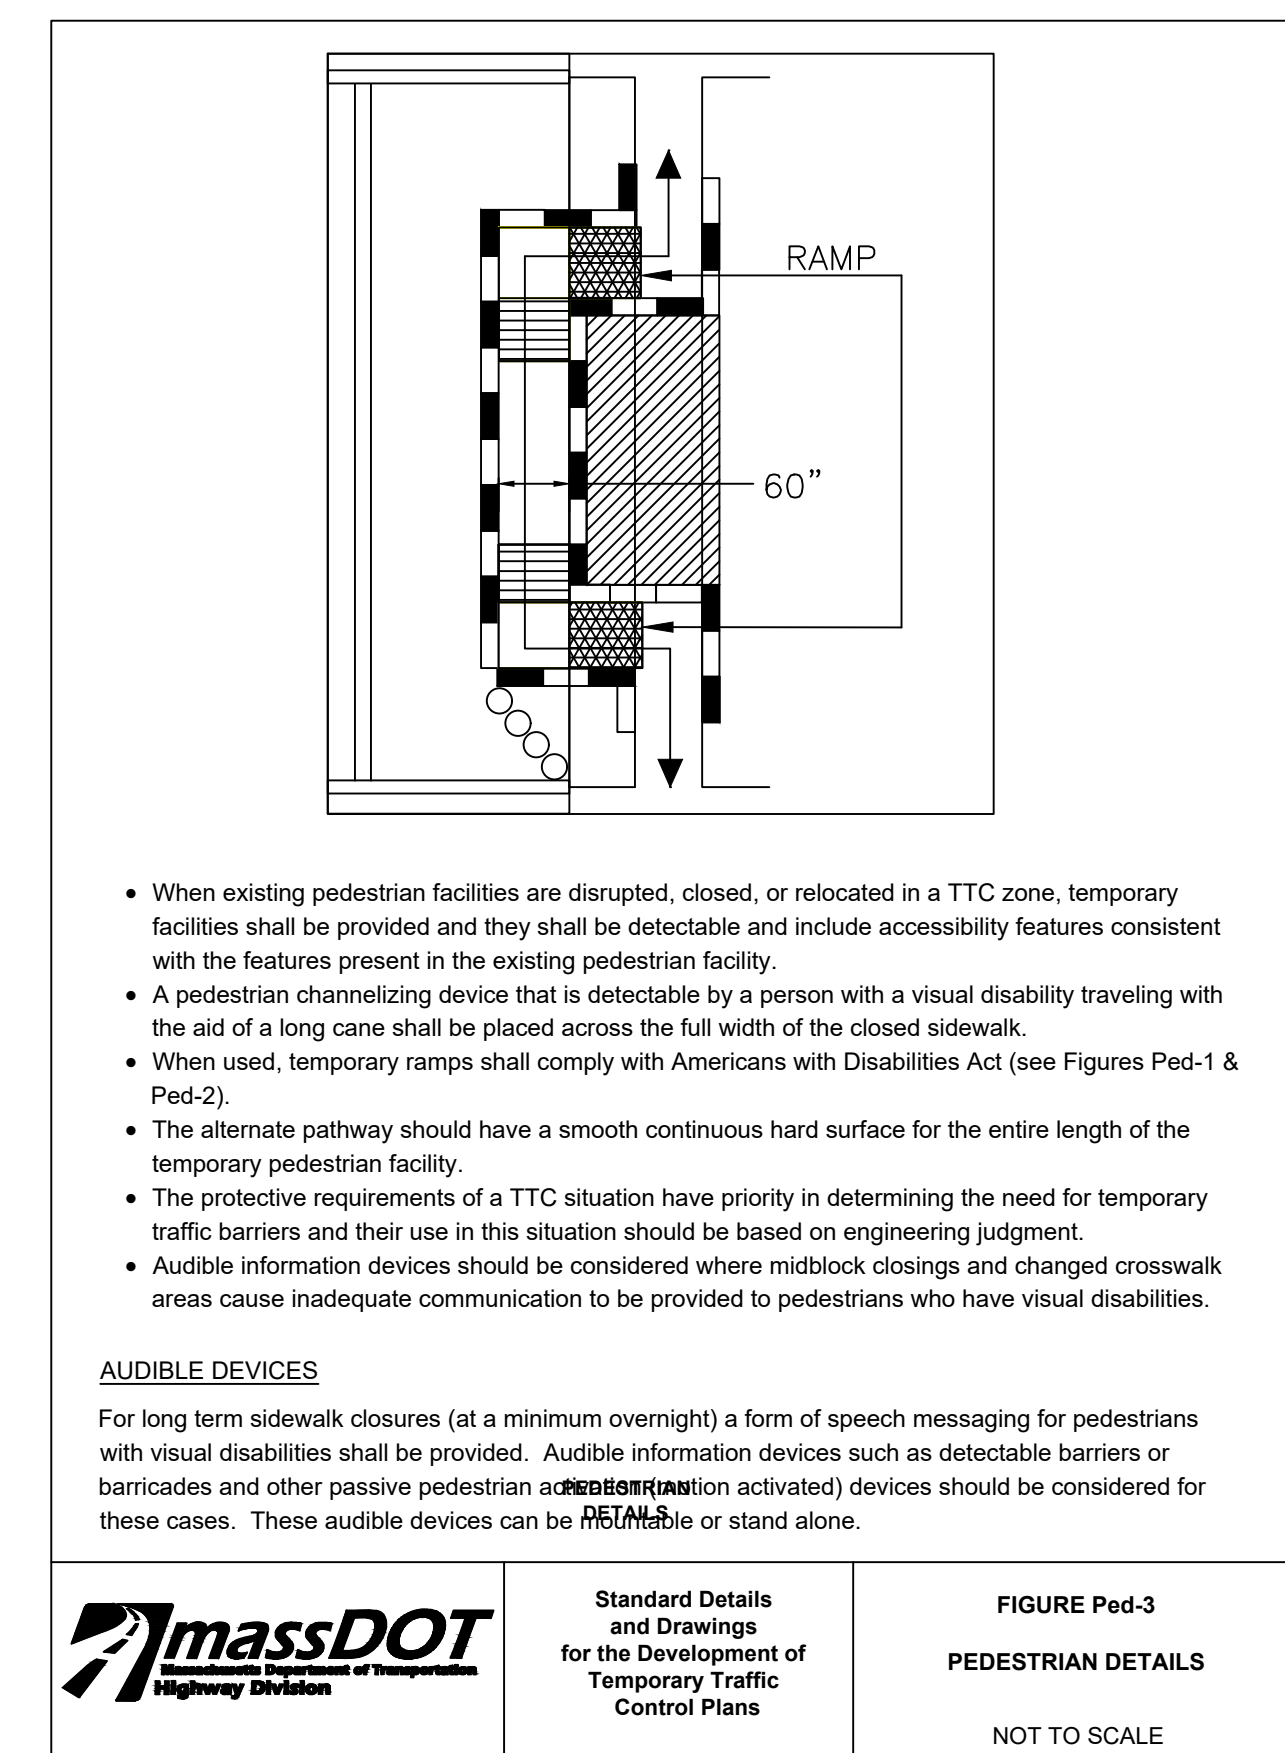 RAMP
60”
• When existing pedestrian facilities are disrupted, closed, or relocated in a TTC zone, temporary
facilities shall be provided and they shall be detectable and include accessibility features consistent
with the features present in the existing pedestrian facility.
• A pedestrian channelizing device that is detectable by a person with a visual disability traveling with
the aid of a long cane shall be placed across the full width of the closed sidewalk.
• When used, temporary ramps shall comply with Americans with Disabilities Act (see Figures Ped-1 &
Ped-2).
• The alternate pathway should have a smooth continuous hard surface for the entire length of the
temporary pedestrian facility.
• The protective requirements of a TTC situation have priority in determining the need for temporary
traffic barriers and their use in this situation should be based on engineering judgment.
• Audible information devices should be considered where midblock closings and changed crosswalk
areas cause inadequate communication to be provided to pedestrians who have visual disabilities.
AUDIBLE DEVICES
For long term sidewalk closures (at a minimum overnight) a form of speech messaging for pedestrians
with visual disabilities shall be provided.  Audible information devices such as detectable barriers or
barricades and other passive pedestrian activation (motion activated) devices should be considered for
these cases.  These audible devices can be mountable or stand alone.
PEDESTRIAN
DETAILS
massDOT
Massachusetts Department of Transportation
Highway Division
Standard Details
and Drawings
for the Development of
Temporary Traffic
Control Plans
FIGURE Ped-3
PEDESTRIAN DETAILS
NOT TO SCALE